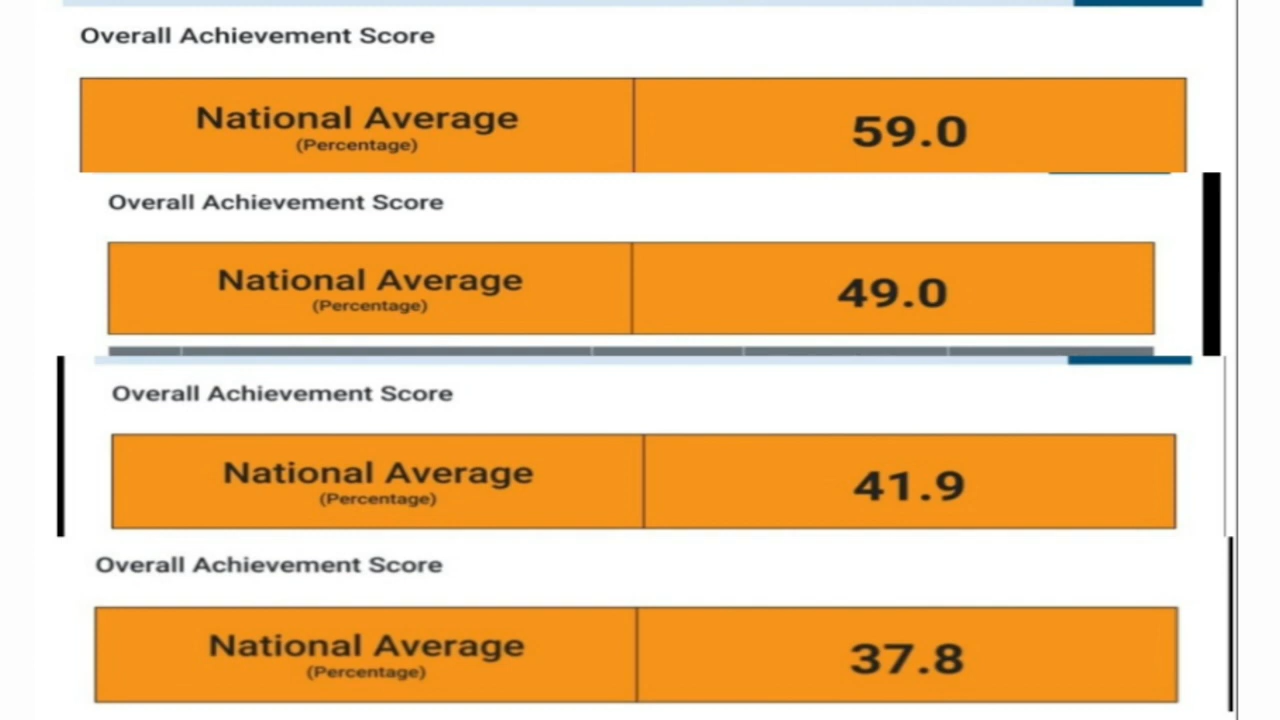 Overall Achievement Score
National Average
(Percentage)
59.0
Overall Achievement Score
National Average
(Percentage)
49.0
Overall Achievement Score
National Average
(Percentage)
41.9
Overall Achievement Score
National Average
(Percentage)
37.8